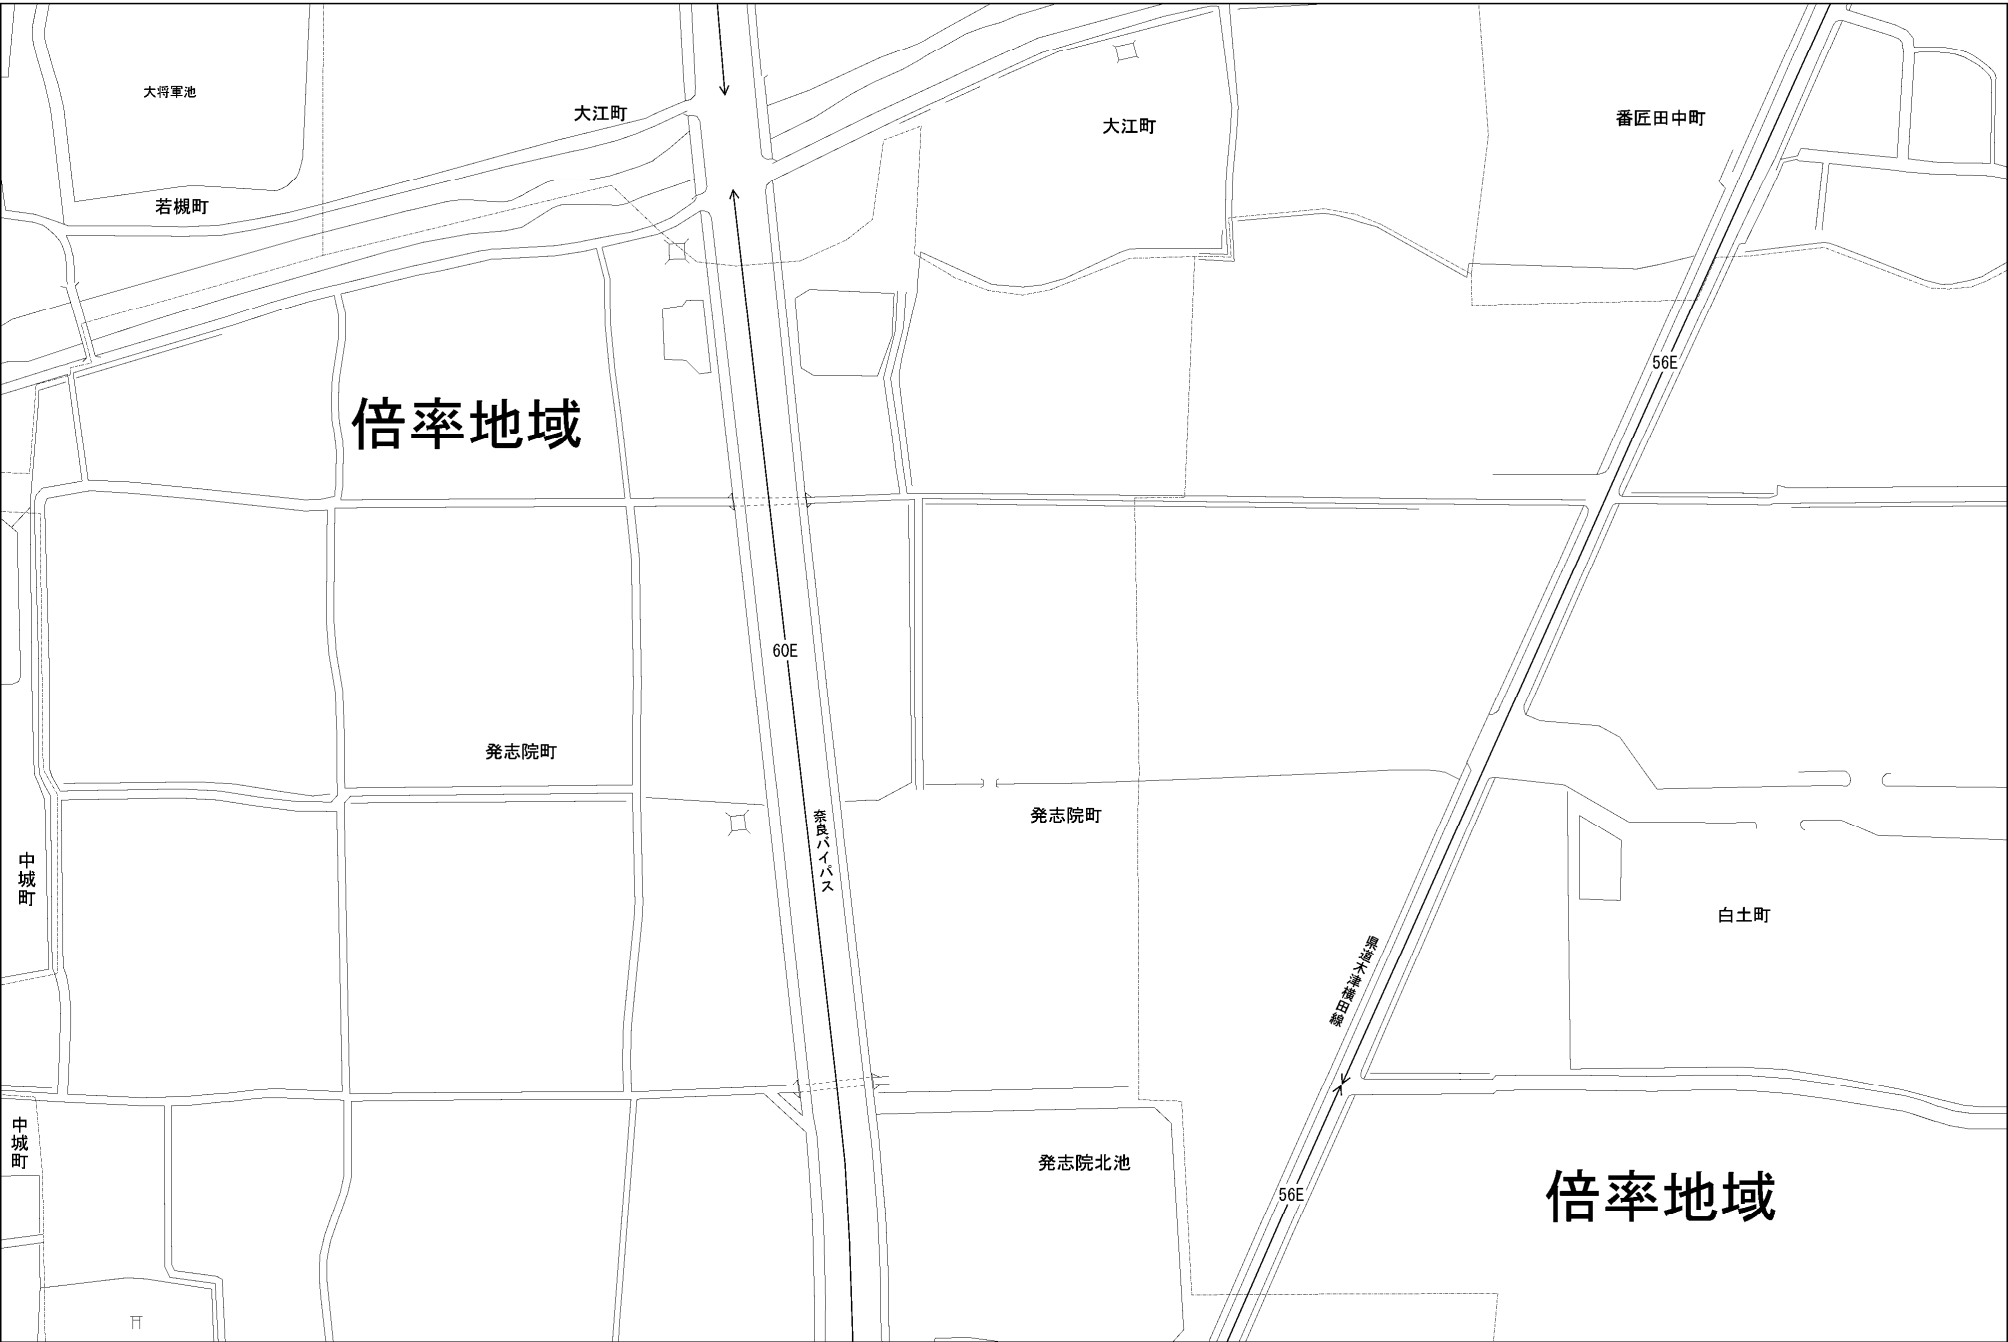 大将軍池
大江町
大江町
番匠田中町
若槻町
56E
倍率地域
60E
発志院町
発志院町
奈良バイパス
中城町
白土町
県道木津横田線
中城町
発志院北池
56E
倍率地域